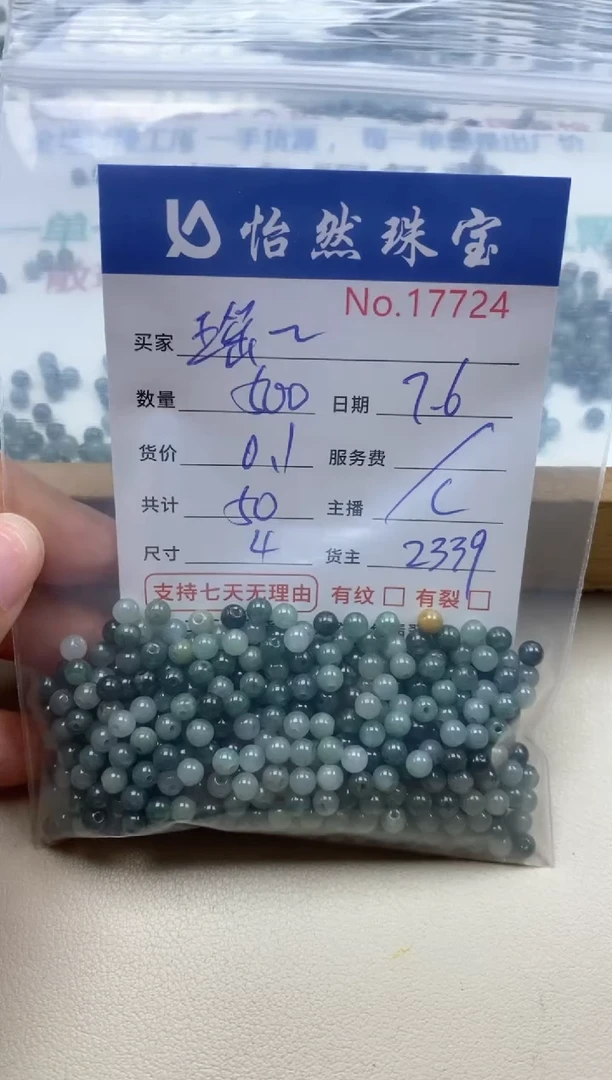 怡然珠宝
No.17724
买家
数量 500 日期 7.6
货价 0.1 服务费 /
共计 50 主播 C
尺寸 4 货主 2339
支持七天无理由 有纹 □ 有裂 □